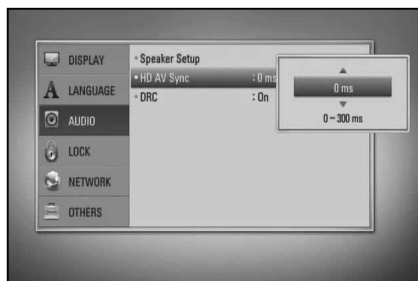 DISPLAY
LANGUAGE
AUDIO
LOCK
NETWORK
OTHERS
• Speaker Setup
• HD AV Sync : 0 ms
• DRC : On
0 ms
0 ~ 300 ms